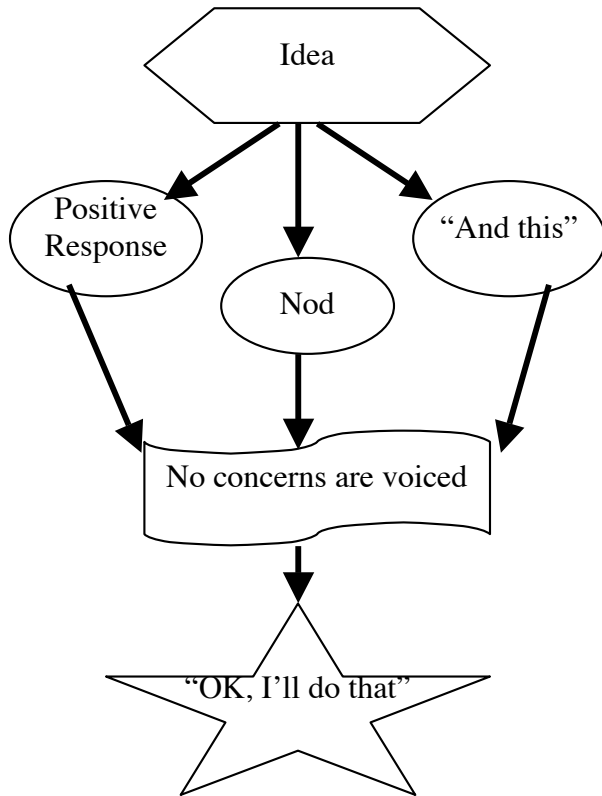 Idea
Positive
Response
“And this”
Nod
No concerns are voiced
“OK, I’ll do that”